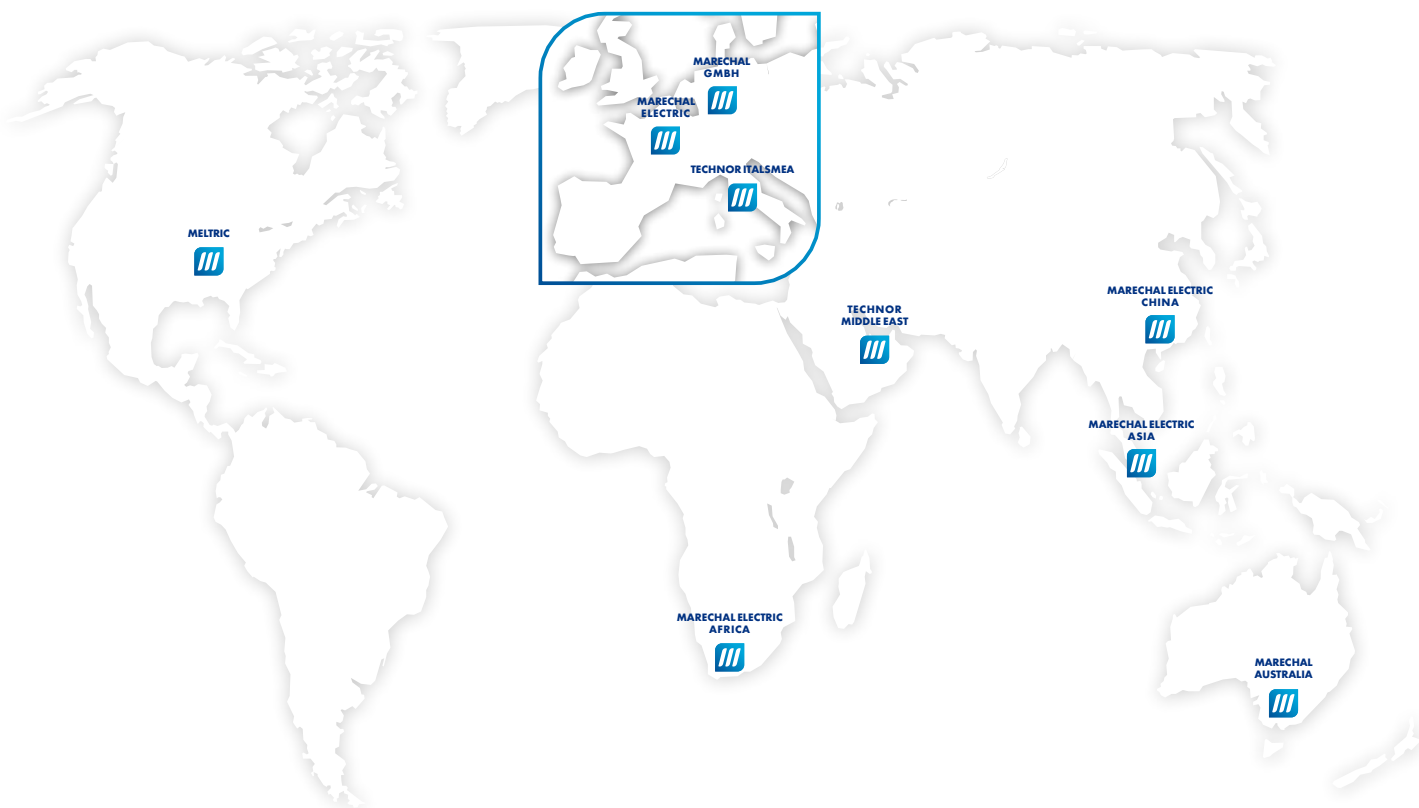 MARECHAL
GMBH
MARECHAL
ELECTRIC
TECHNOR ITALSMEA
MELTRIC
MARECHAL ELECTRIC
CHINA
TECHNOR
MIDDLE EAST
MARECHAL ELECTRIC
ASIA
MARECHAL ELECTRIC
AFRICA
MARECHAL
AUSTRALIA